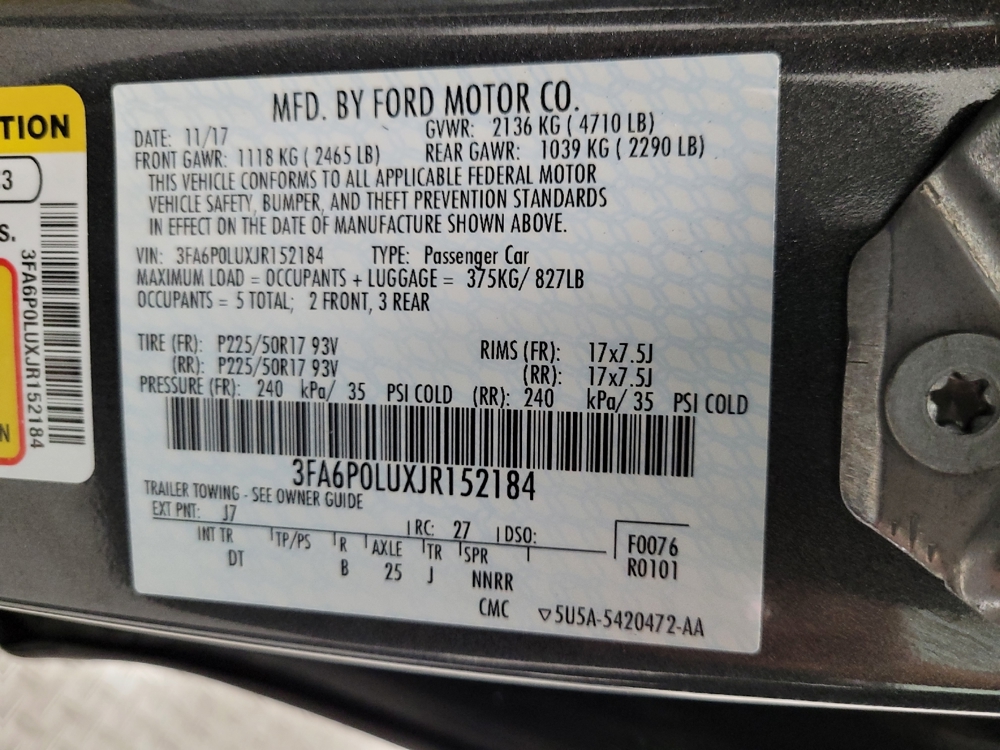 TION
3
S.
3FA6P0LUXJR152184
N
MFD. BY FORD MOTOR CO.
DATE: 11/17 GVWR: 2136 KG ( 4710 LB)
FRONT GAWR: 1118 KG ( 2465 LB) REAR GAWR: 1039 KG ( 2290 LB)
THIS VEHICLE CONFORMS TO ALL APPLICABLE FEDERAL MOTOR
VEHICLE SAFETY, BUMPER, AND THEFT PREVENTION STANDARDS
IN EFFECT ON THE DATE OF MANUFACTURE SHOWN ABOVE.
VIN: 3FA6P0LUXJR152184 TYPE: Passenger Car
MAXIMUM LOAD = OCCUPANTS + LUGGAGE = 375KG/ 827LB
OCCUPANTS = 5 TOTAL; 2 FRONT, 3 REAR
TIRE (FR): P225/50R17 93V RIMS (FR): 17x7.5J
(RR): P225/50R17 93V (RR): 17x7.5J
PRESSURE (FR): 240 kPa/ 35 PSI COLD (RR): 240 kPa/ 35 PSI COLD
3FA6P0LUXJR152184
TRAILER TOWING - SEE OWNER GUIDE
EXT PNT: J7 RC: 27 DSO: F0076
INT TR TP/PS R AXLE TR SPR R0101
DT B 25 J NNRR
CMC ▽5U5A-5420472-AA